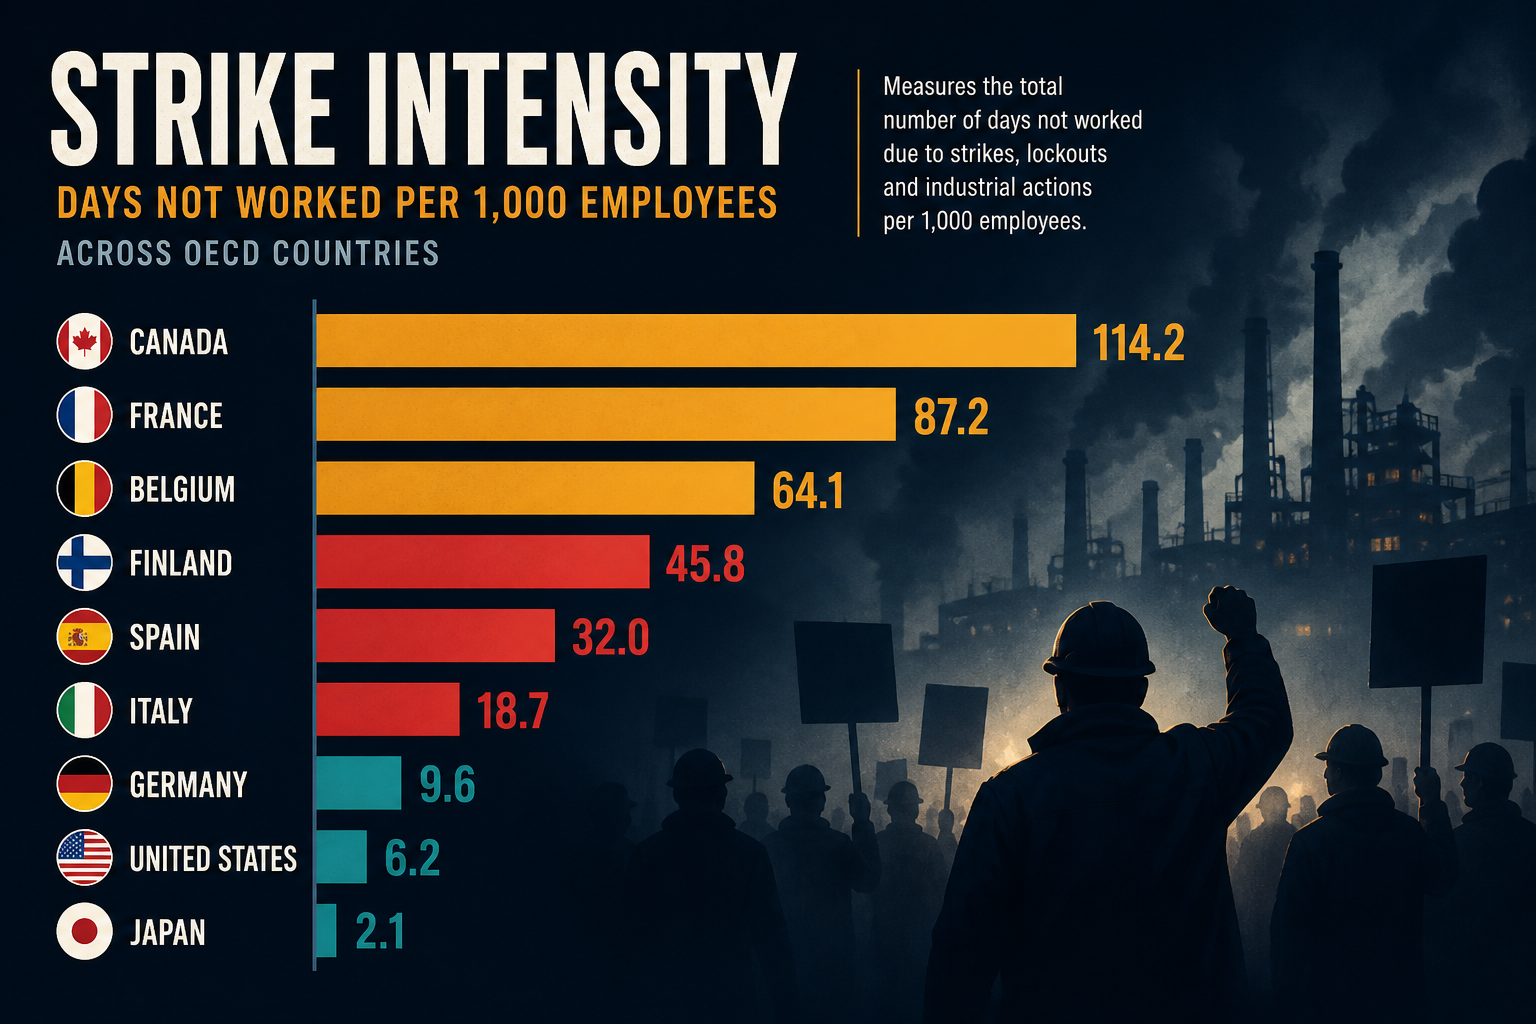 STRIKE INTENSITY
DAYS NOT WORKED PER 1,000 EMPLOYEES
ACROSS OECD COUNTRIES
Measures the total
number of days not worked
due to strikes, lockouts
and industrial actions
per 1,000 employees.
CANADA 114.2
FRANCE 87.2
BELGIUM 64.1
FINLAND 45.8
SPAIN 32.0
ITALY 18.7
GERMANY 9.6
UNITED STATES 6.2
JAPAN 2.1